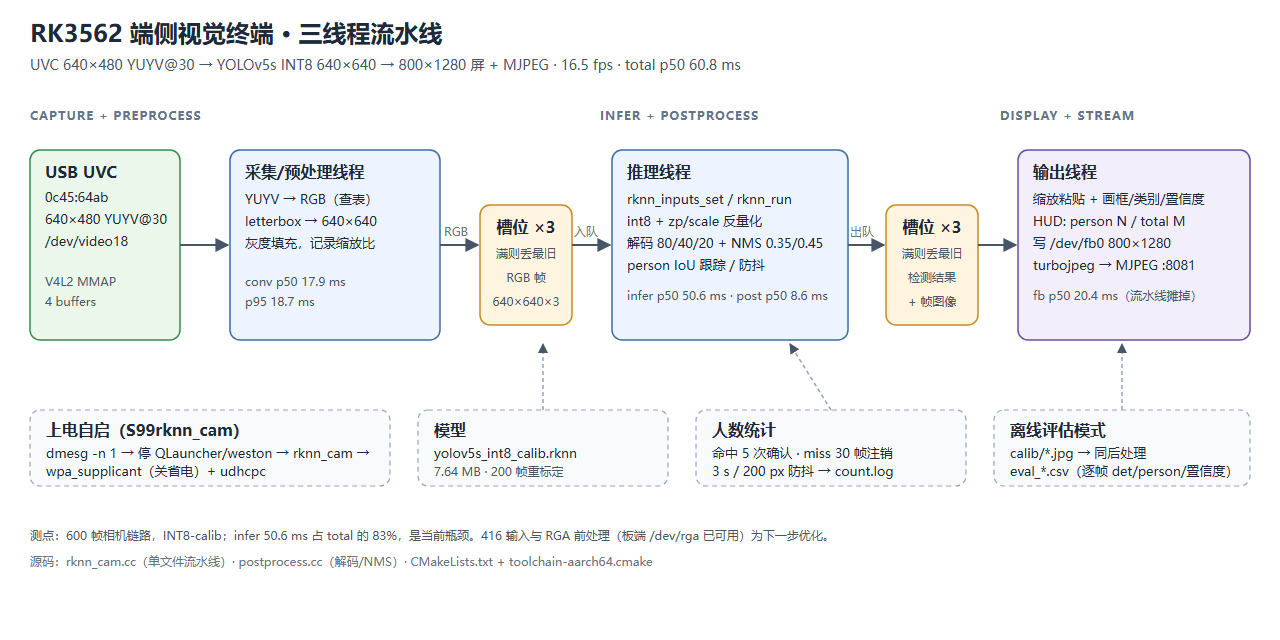 RK3562 端侧视觉终端 · 三线程流水线
UVC 640×480 YUYV@30 → YOLOv5s INT8 640×640 → 800×1280 屏 + MJPEG · 16.5 fps · total p50 60.8 ms
CAPTURE + PREPROCESS
INFER + POSTPROCESS
DISPLAY + STREAM
USB UVC
0c45:64ab
640×480 YUYV@30
/dev/video18
V4L2 MMAP
4 buffers
采集/预处理线程
YUYV → RGB（查表）
letterbox → 640×640
灰度填充，记录缩放比
conv p50 17.9 ms
p95 18.7 ms
RGB
槽位 ×3
满则丢最旧
RGB 帧
640×640×3
入队
推理线程
rknn_inputs_set / rknn_run
int8 + zp/scale 反量化
解码 80/40/20 + NMS 0.35/0.45
person IoU 跟踪 / 防抖
infer p50 50.6 ms · post p50 8.6 ms
出队
槽位 ×3
满则丢最旧
检测结果
+ 帧图像
输出线程
缩放粘贴 + 画框/类别/置信度
HUD: person N / total M
写 /dev/fb0 800×1280
turbojpeg → MJPEG :8081
fb p50 20.4 ms（流水线摊掉）
上电自启（S99rknn_cam）
dmesg -n 1 → 停 QLauncher/weston → rknn_cam →
wpa_supplicant（关省电）+ udhcpc
模型
yolov5s_int8_calib.rknn
7.64 MB · 200 帧重标定
人数统计
命中 5 次确认 · miss 30 帧注销
3 s / 200 px 防抖 → count.log
离线评估模式
calib/*.jpg → 同后处理
eval_*.csv（逐帧 det/person/置信度）
测点：600 帧相机链路，INT8-calib；infer 50.6 ms 占 total 的 83%，是当前瓶颈。416 输入与 RGA 前处理（板端 /dev/rga 已可用）为下一步优化。
源码：rknn_cam.cc（单文件流水线）· postprocess.cc（解码/NMS）· CMakeLists.txt + toolchain-aarch64.cmake